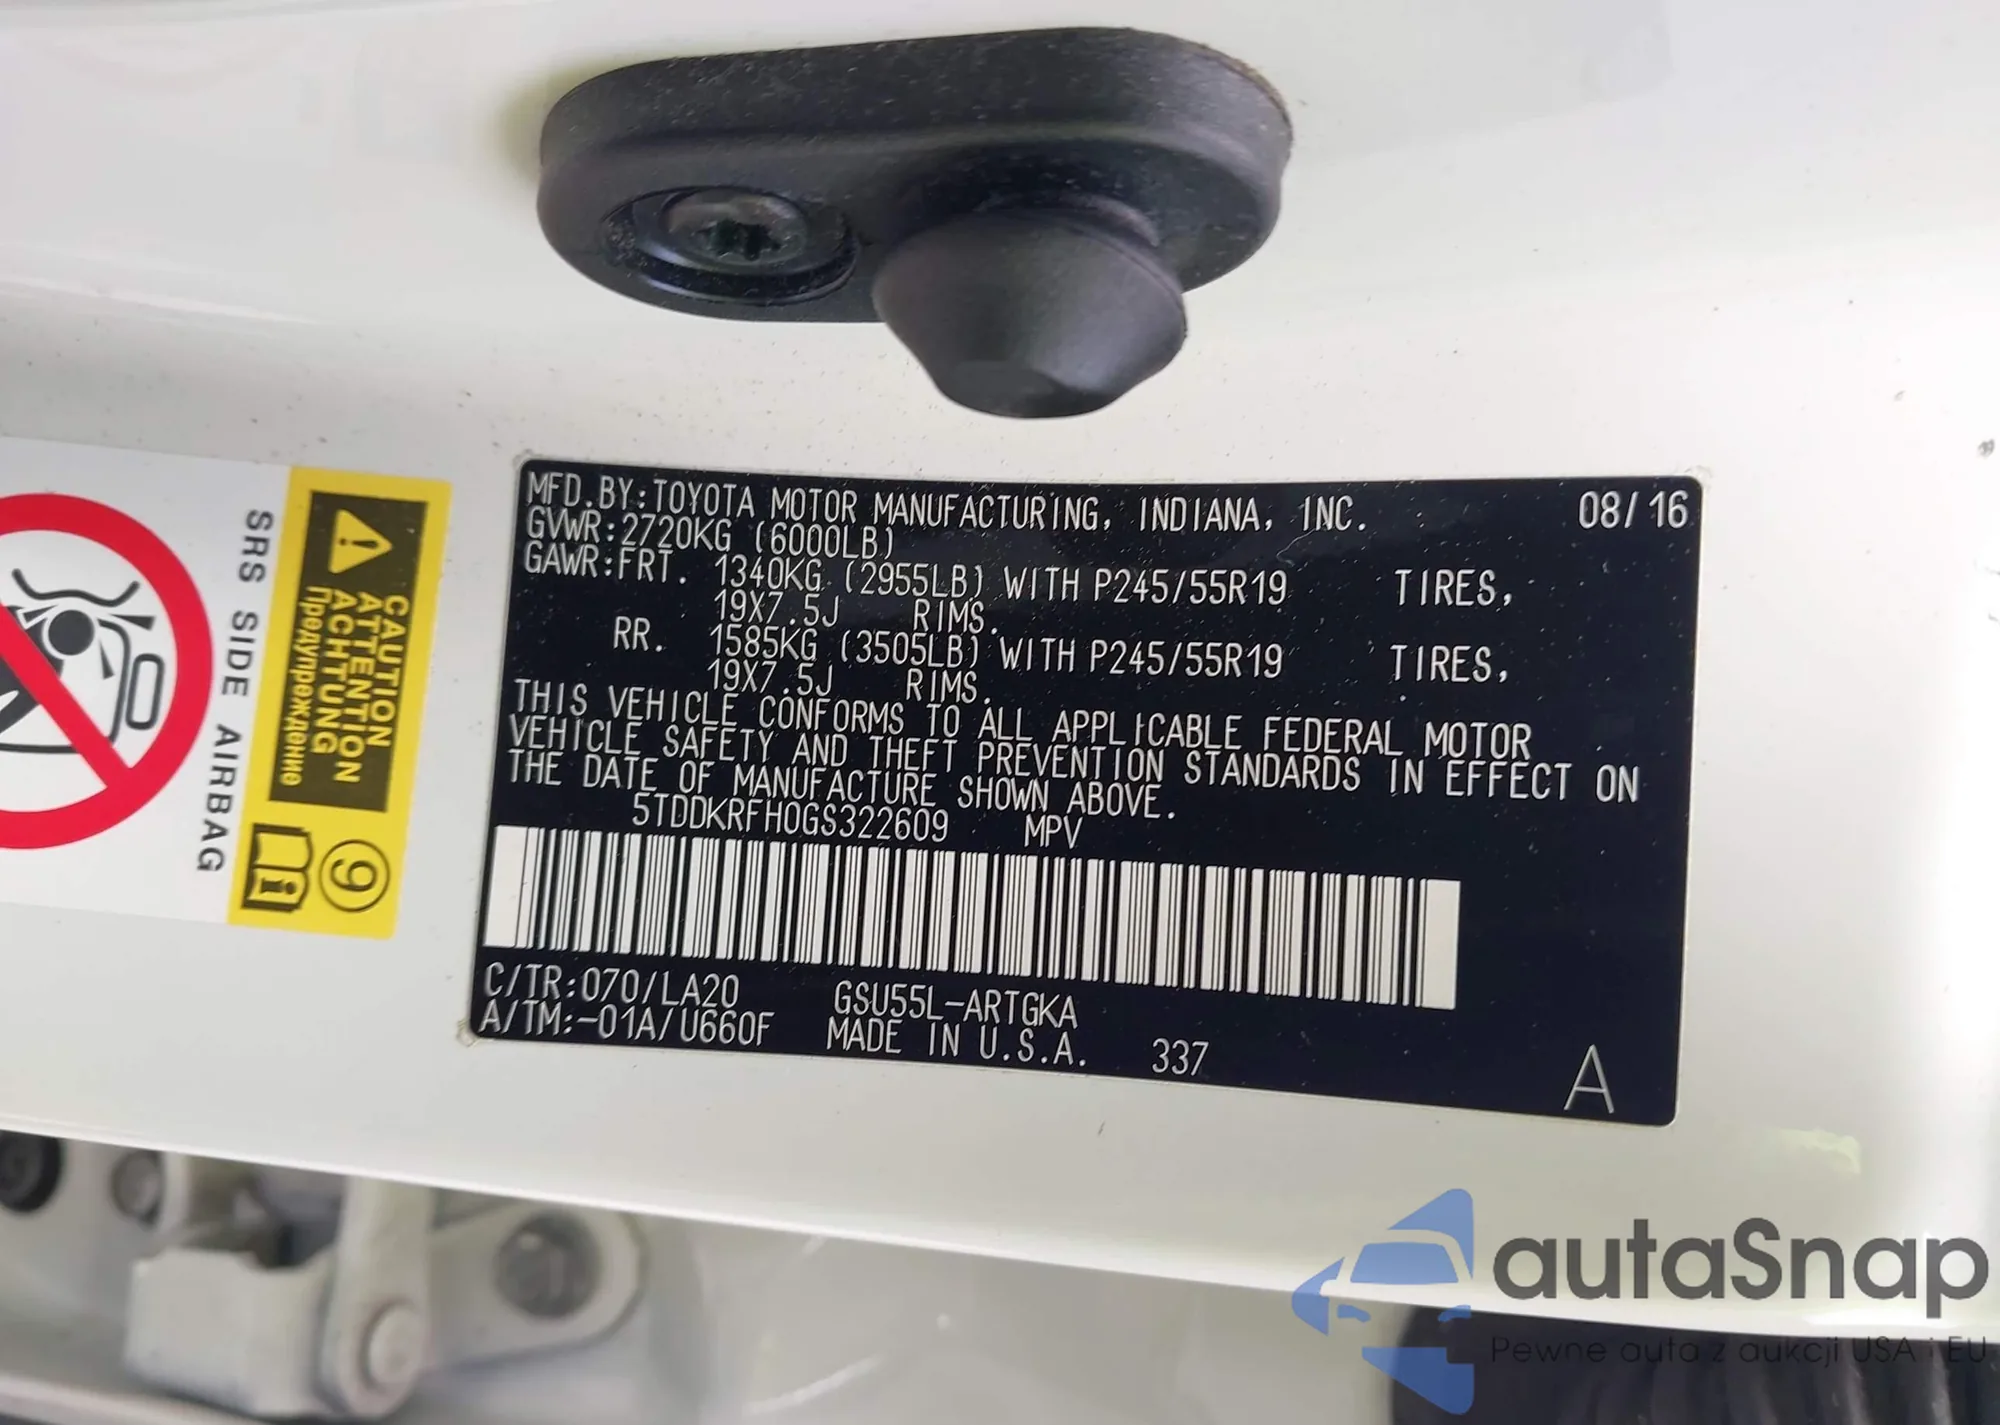 MFD.BY:TOYOTA MOTOR MANUFACTURING, INDIANA, INC. 08/16
GVWR:2720KG (6000LB)
GAWR:FRT. 1340KG (2955LB) WITH P245/55R19 TIRES,
19X7.5J RIMS.
RR. 1585KG (3505LB) WITH P245/55R19 TIRES,
19X7.5J RIMS.
THIS VEHICLE CONFORMS TO ALL APPLICABLE FEDERAL MOTOR
VEHICLE SAFETY AND THEFT PREVENTION STANDARDS IN EFFECT ON
THE DATE OF MANUFACTURE SHOWN ABOVE.
5TDDKRFH0GS322609 MPV
C/TR:070/LA20 GSU55L-ARTGKA
A/TM:-01A/U660F MADE IN U.S.A. 337
A
CAUTION
ATTENTION
ACHTUNG
Предупреждение
SRS SIDE AIRBAG
9
autaSnap
Pewne auta z aukcji USA i EU